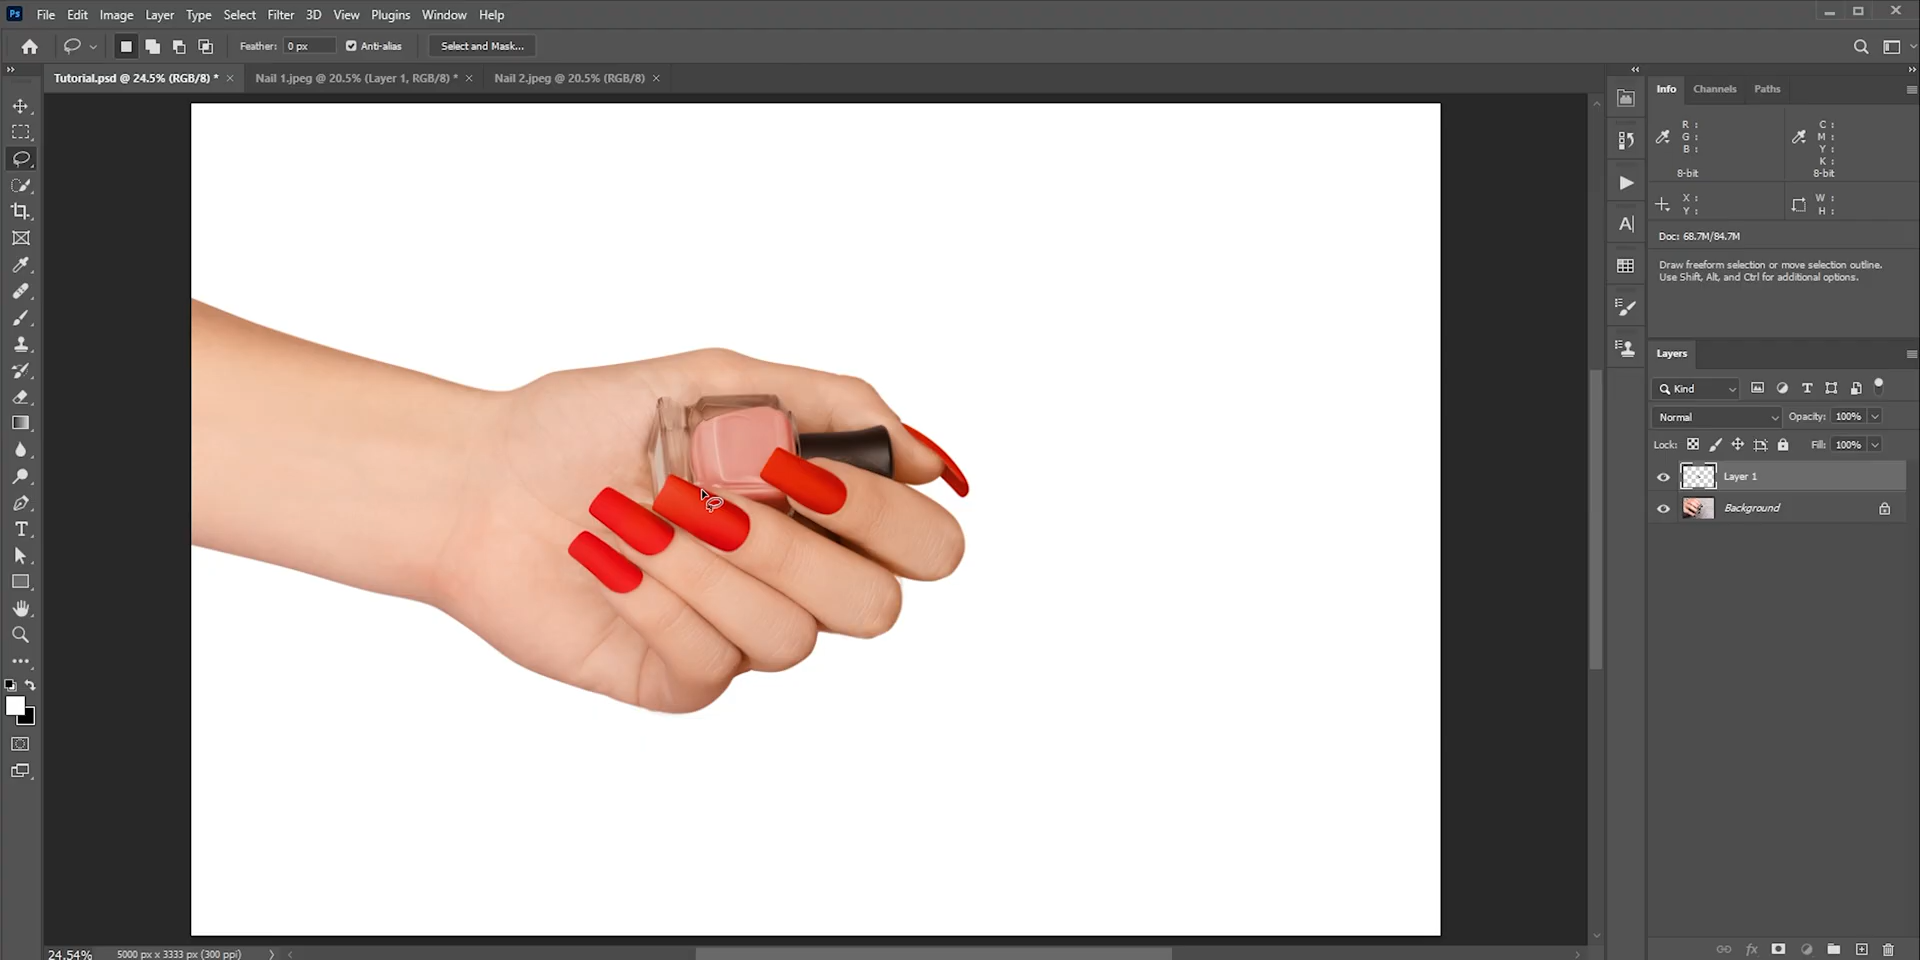 Ps File Edit Image Layer Type Select Filter 3D View Plugins Window Help
Feather: 0 px Anti-alias Select and Mask...
Tutorial.psd @ 24.5% (RGB/8) * × Nail 1.jpeg @ 20.5% (Layer 1, RGB/8) * × Nail 2.jpeg @ 20.5% (RGB/8) ×
Info Channels Paths
R :
G :
B :
8-bit
C :
M :
Y :
K :
8-bit
X :
Y :
W :
H :
Doc: 68.7M/84.7M
Draw freeform selection or move selection outline.
Use Shift, Alt, and Ctrl for additional options.
Layers
Kind
Normal Opacity: 100%
Lock: Fill: 100%
Layer 1
Background
24.54% 5000 px x 3333 px (300 ppi)